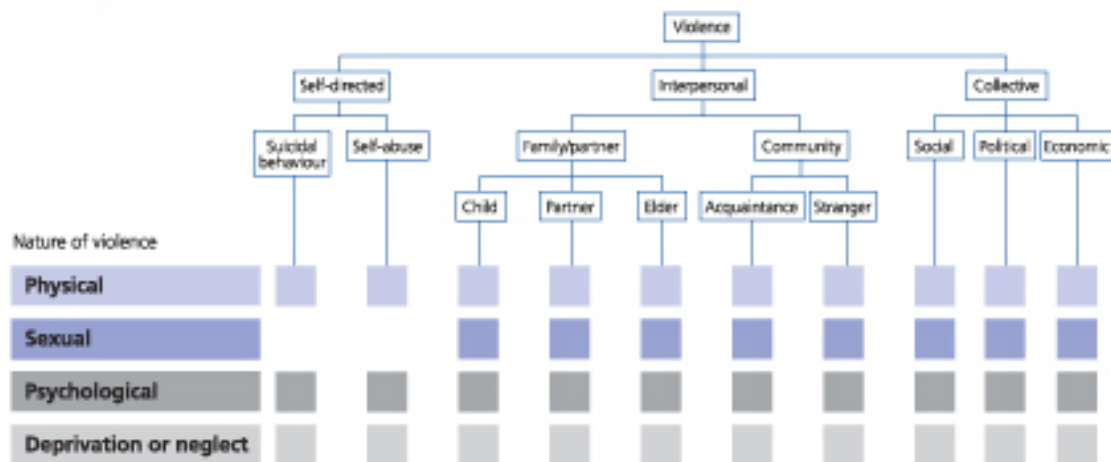 Violence
Self-directed
Interpersonal
Collective
Suicidal
behaviour
Self-abuse
Family/partner
Community
Social
Political
Economic
Child
Partner
Elder
Acquaintance
Stranger
Nature of violence
Physical
Sexual
Psychological
Deprivation or neglect